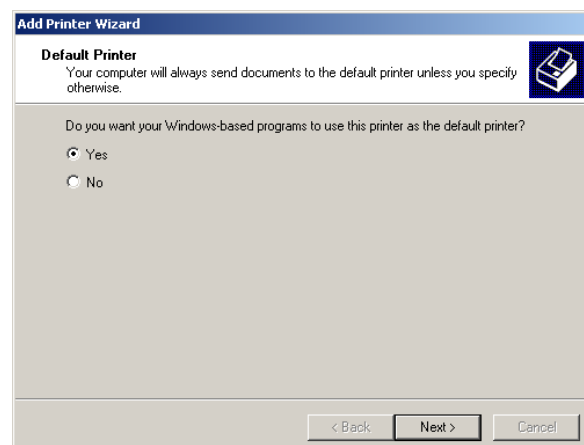 Add Printer Wizard
Default Printer
Your computer will always send documents to the default printer unless you specify
otherwise.
Do you want your Windows-based programs to use this printer as the default printer?
Yes
No
< Back
Next >
Cancel